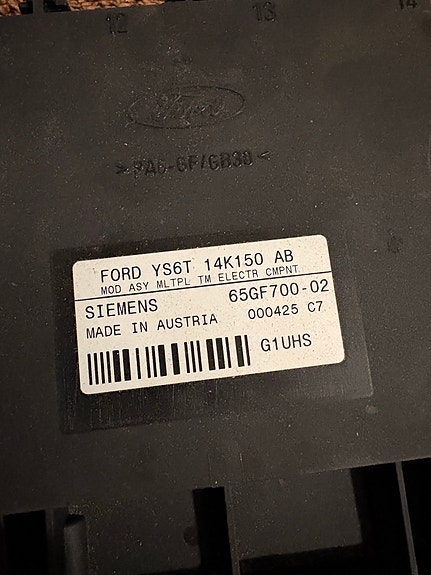 12 13 14
Ford
>PA6-GF/GB30<
FORD YS6T 14K150 AB
MOD ASY MLTPL TM ELECTR CMPNT
SIEMENS 65GF700-02
MADE IN AUSTRIA 000425 C7
G1UHS